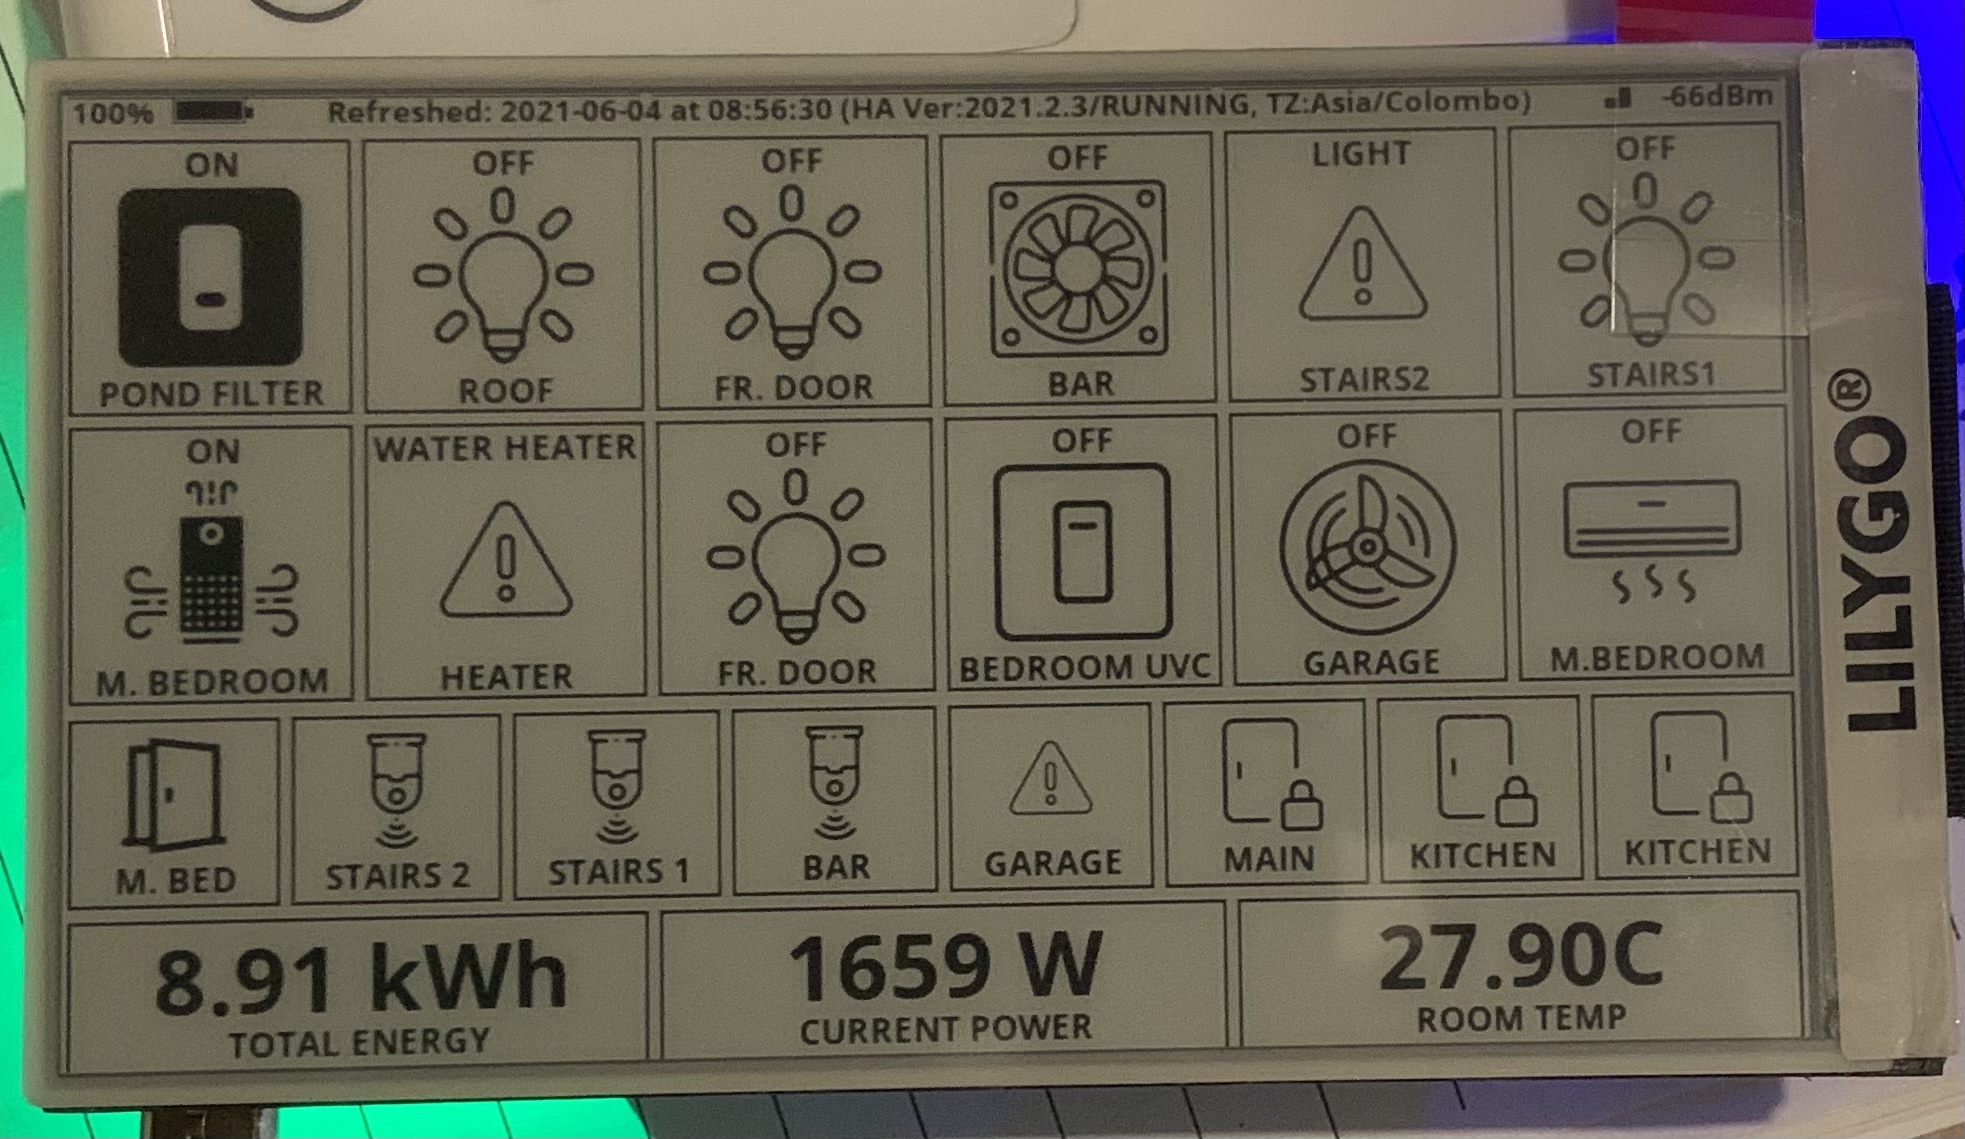 100% Refreshed: 2021-06-04 at 08:56:30 (HA Ver:2021.2.3/RUNNING, TZ:Asia/Colombo) -66dBm
ON OFF OFF OFF LIGHT OFF
POND FILTER ROOF FR. DOOR BAR STAIRS2 STAIRS1
ON WATER HEATER OFF OFF OFF OFF
M. BEDROOM HEATER FR. DOOR BEDROOM UVC GARAGE M.BEDROOM
M. BED STAIRS 2 STAIRS 1 BAR GARAGE MAIN KITCHEN KITCHEN
8.91 kWh 1659 W 27.90C
TOTAL ENERGY CURRENT POWER ROOM TEMP
LILYGO®